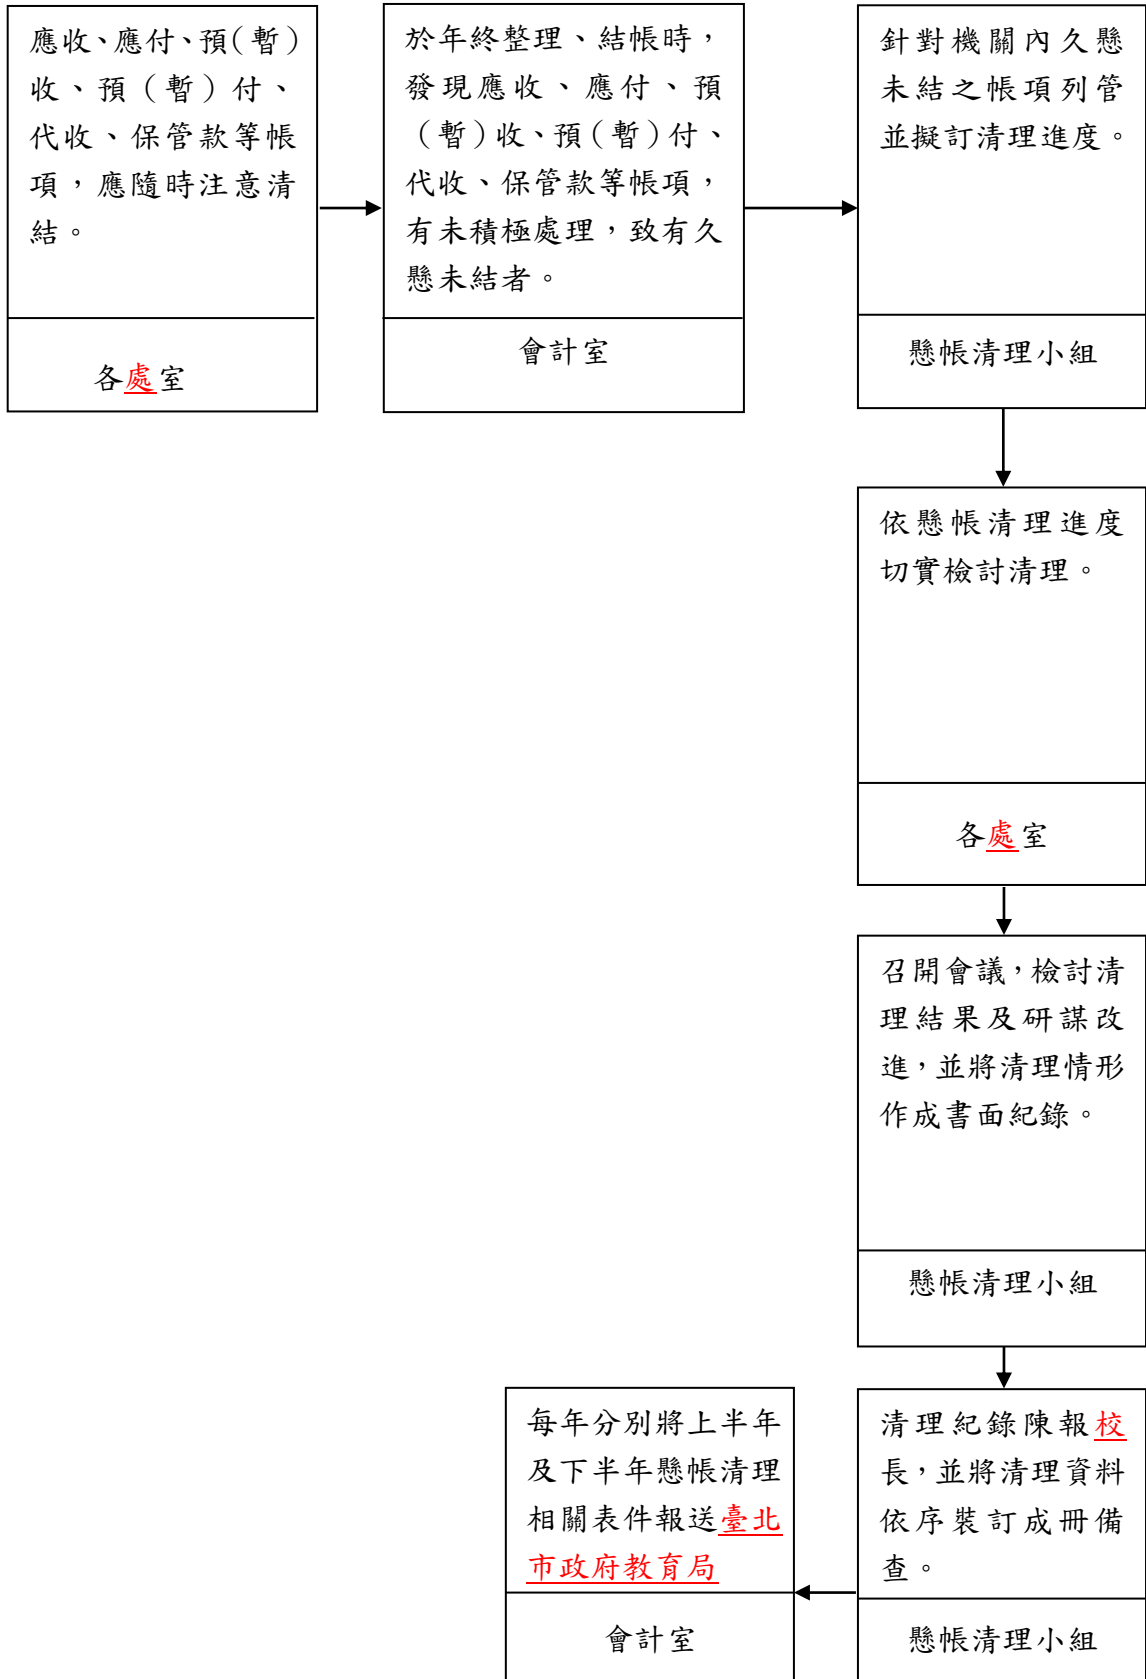 應收、應付、預(暫)
收、預（暫）付、
代收、保管款等帳
項，應隨時注意清
結。
各處室
於年終整理、結帳時，
發現應收、應付、預
（暫）收、預（暫）付、
代收、保管款等帳項，
有未積極處理，致有久
懸未結者。
會計室
針對機關內久懸
未結之帳項列管
並擬訂清理進度。
懸帳清理小組
依懸帳清理進度
切實檢討清理。
各處室
召開會議，檢討清
理結果及研謀改
進，並將清理情形
作成書面紀錄。
懸帳清理小組
清理紀錄陳報校
長，並將清理資料
依序裝訂成冊備
查。
懸帳清理小組
每年分別將上半年
及下半年懸帳清理
相關表件報送臺北
市政府教育局
會計室